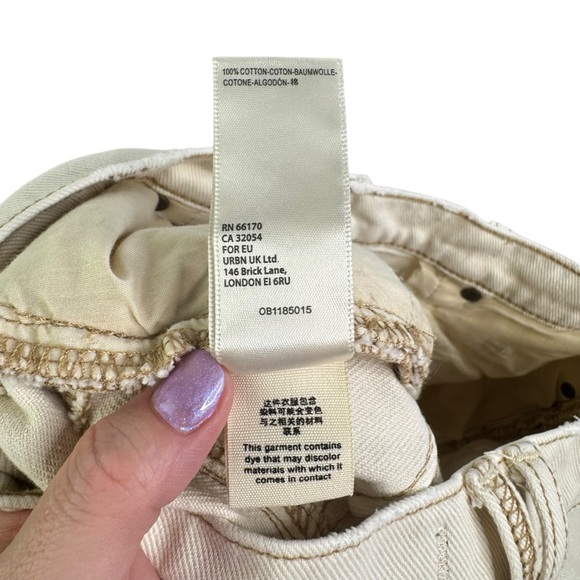 100% COTTON-COTON-BAUMWOLLE-
COTONE-ALGODÓN-棉
RN 66170
CA 32054
FOR EU
URBN UK Ltd.
146 Brick Lane,
LONDON EI 6RU
OB1185015
这件衣服包含
染料可能会变色
与之相关的材料
联系
This garment contains
dye that may discolor
materials with which it
comes in contact